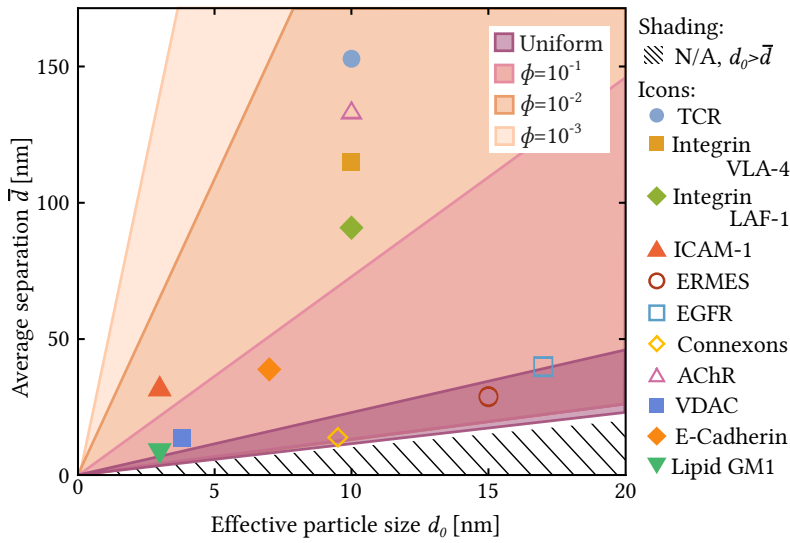 Average separation d̅ [nm]
150
100
50
0
0
5
10
15
20
Effective particle size d₀ [nm]
Uniform
ϕ=10⁻¹
ϕ=10⁻²
ϕ=10⁻³
Shading:
N/A, d₀>d̅
Icons:
TCR
Integrin
VLA-4
Integrin
LAF-1
ICAM-1
ERMES
EGFR
Connexons
AChR
VDAC
E-Cadherin
Lipid GM1